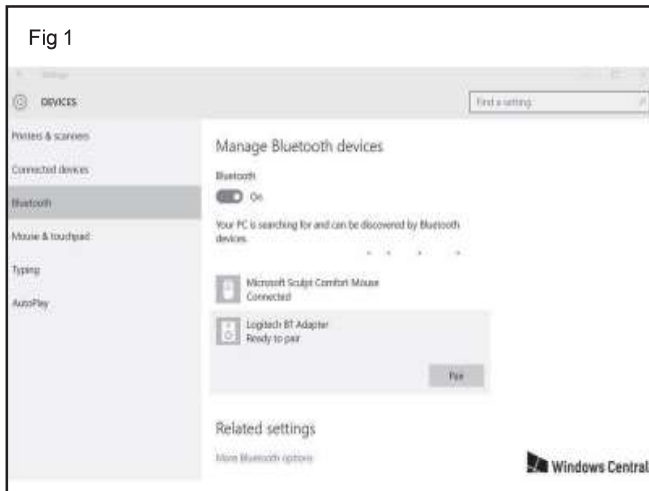 Fig 1
Settings
DEVICES
Find a setting
Printers & scanners
Connected devices
Bluetooth
Mouse & touchpad
Typing
AutoPlay
Manage Bluetooth devices
Bluetooth
On
Your PC is searching for and can be discovered by Bluetooth
devices.
Microsoft Sculpt Comfort Mouse
Connected
Logitech BT Adapter
Ready to pair
Pair
Related settings
More Bluetooth options
Windows Central